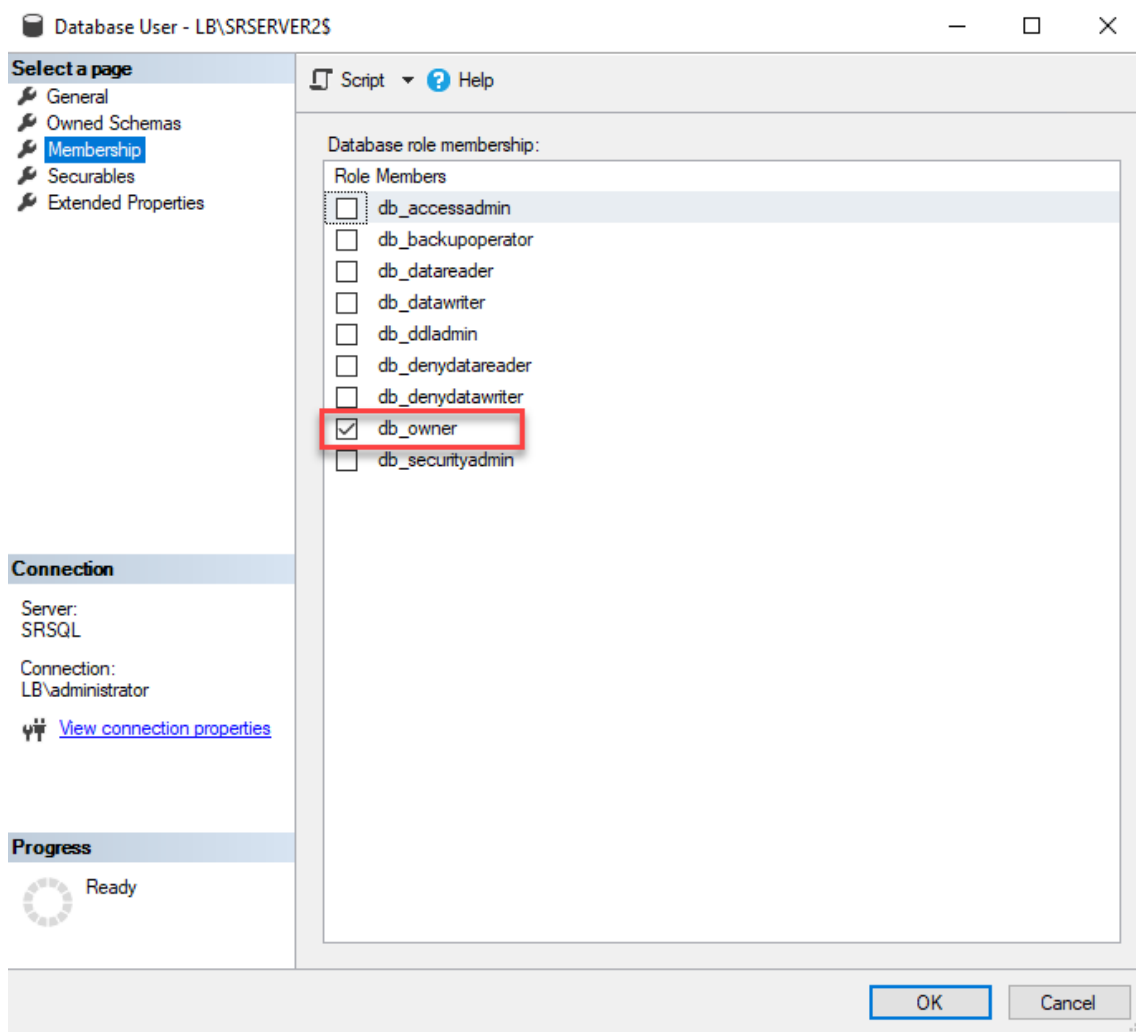 Database User - LB\SRSERVER2$
Select a page
General
Owned Schemas
Membership
Securables
Extended Properties
Script
Help
Database role membership:
Role Members
db_accessadmin
db_backupoperator
db_datareader
db_datawriter
db_ddladmin
db_denydatareader
db_denydatawriter
db_owner
db_securityadmin
Connection
Server:
SRSQL
Connection:
LB\administrator
View connection properties
Progress
Ready
OK
Cancel